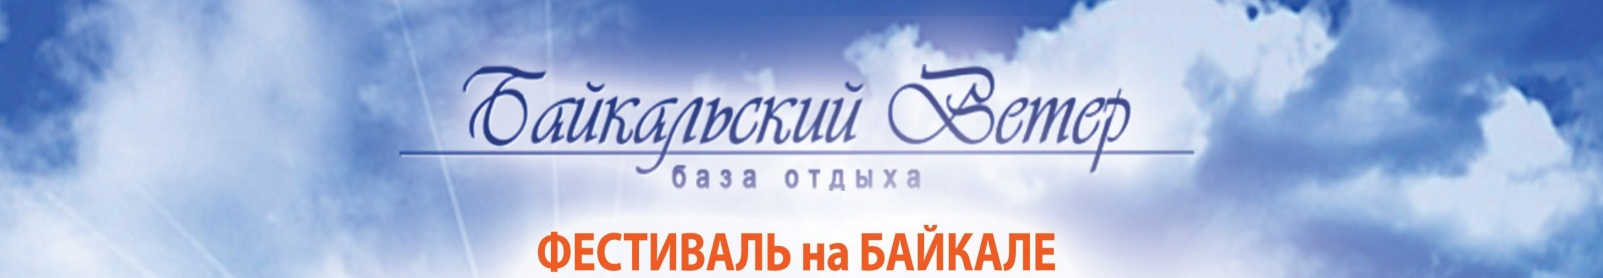 Байкальский Ветер
база отдыха
ФЕСТИВАЛЬ на БАЙКАЛЕ